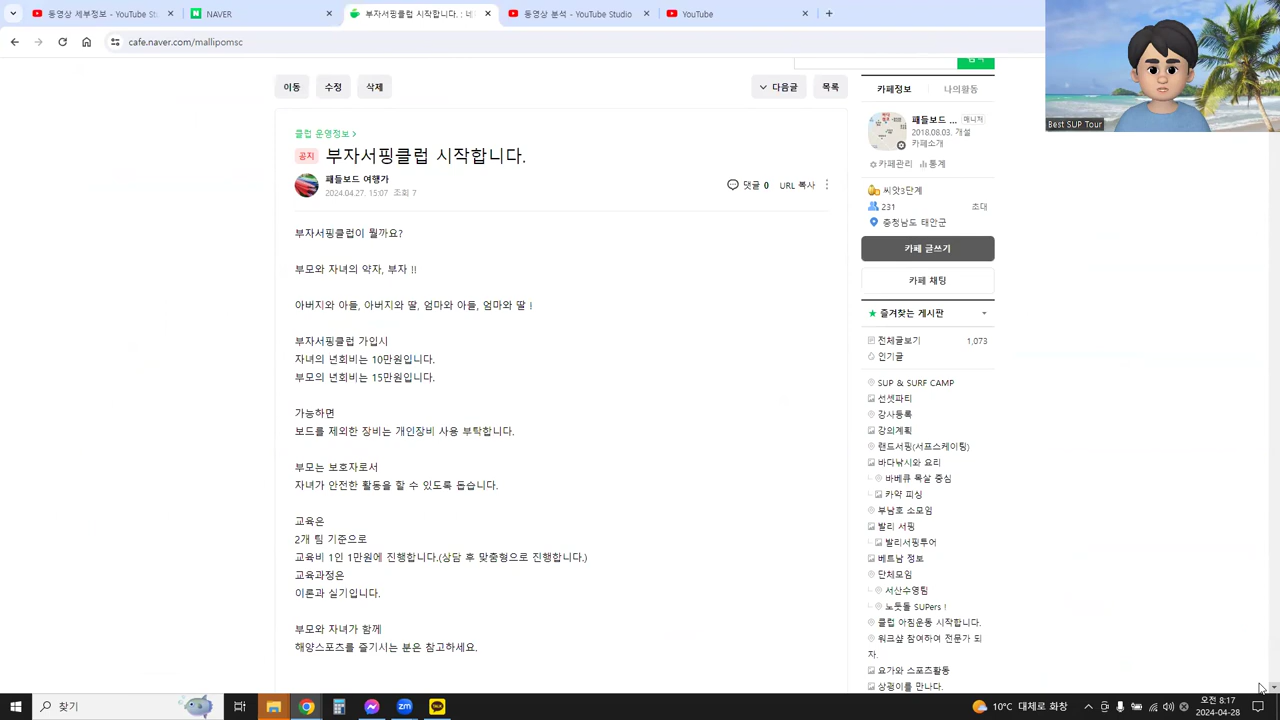 동영상 세부정보 - YouTube St
NAVER
부자서핑클럽 시작합니다. : 네
동영상 분석 - YouTube Studio
YouTube
cafe.naver.com/mallipomsc
Best SUP Tour
이동
수정
삭제
다음글
목록
클럽 운영정보 >
공지
부자서핑클럽 시작합니다.
패들보드 여행가
2024.04.27. 15:07 조회 7
댓글 0
URL 복사
부자서핑클럽이 뭘까요?
부모와 자녀의 약자, 부자 !!
아버지와 아들, 아버지와 딸, 엄마와 아들, 엄마와 딸 !
부자서핑클럽 가입시
자녀의 년회비는 10만원입니다.
부모의 년회비는 15만원입니다.
가능하면
보드를 제외한 장비는 개인장비 사용 부탁합니다.
부모는 보호자로서
자녀가 안전한 활동을 할 수 있도록 돕습니다.
교육은
2개 팀 기준으로
교육비 1인 1만원에 진행합니다.(상담 후 맞춤형으로 진행합니다.)
교육과정은
이론과 실기입니다.
부모와 자녀가 함께
해양스포츠를 즐기시는 분은 참고하세요.
카페정보
나의활동
패들보드 ...
매니저
2018.08.03. 개설
카페소개
카페관리
통계
씨앗3단계
231
초대
충청남도 태안군
카페 글쓰기
카페 채팅
즐겨찾는 게시판
전체글보기
1,073
인기글
SUP & SURF CAMP
선셋파티
강사등록
강의계획
랜드서핑(서프스케이팅)
바다낚시와 요리
바베큐 목살 중심
카약 피싱
부남호 소모임
발리 서핑
발리서핑투어
베트남 정보
단체모임
서산수영팀
노둣돌 SUPers !
클럽 아침운동 시작합니다.
워크샵 참여하여 전문가 되
자.
요가와 스포츠활동
상경이를 만나다.
찾기
10°C 대체로 화창
오전 8:17
2024-04-28